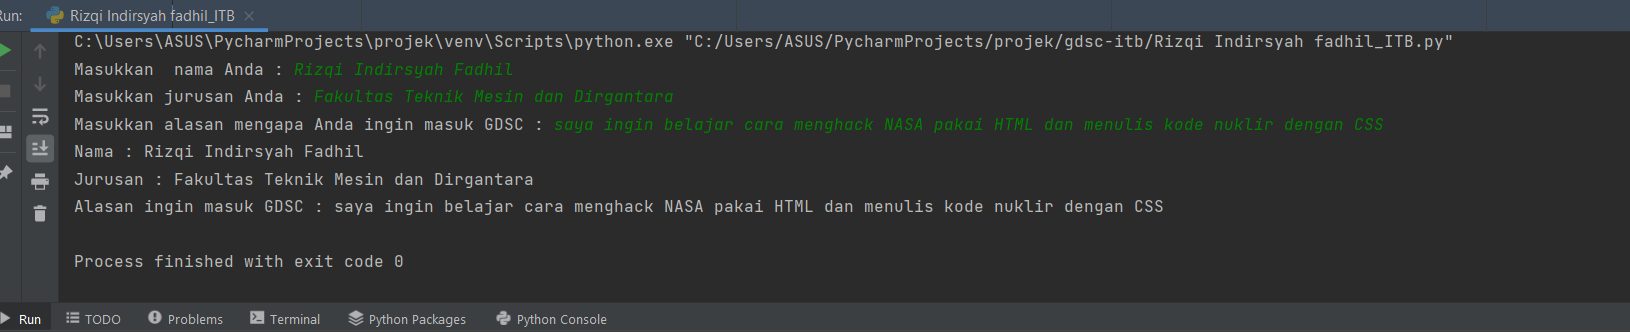 Run: Rizqi Indirsyah fadhil_ITB
C:\Users\ASUS\PycharmProjects\projek\venv\Scripts\python.exe "C:/Users/ASUS/PycharmProjects/projek/gdsc-itb/Rizqi Indirsyah fadhil_ITB.py"
Masukkan  nama Anda : Rizqi Indirsyah Fadhil
Masukkan jurusan Anda : Fakultas Teknik Mesin dan Dirgantara
Masukkan alasan mengapa Anda ingin masuk GDSC : saya ingin belajar cara menghack NASA pakai HTML dan menulis kode nuklir dengan CSS
Nama : Rizqi Indirsyah Fadhil
Jurusan : Fakultas Teknik Mesin dan Dirgantara
Alasan ingin masuk GDSC : saya ingin belajar cara menghack NASA pakai HTML dan menulis kode nuklir dengan CSS
Process finished with exit code 0
Run TODO Problems Terminal Python Packages Python Console